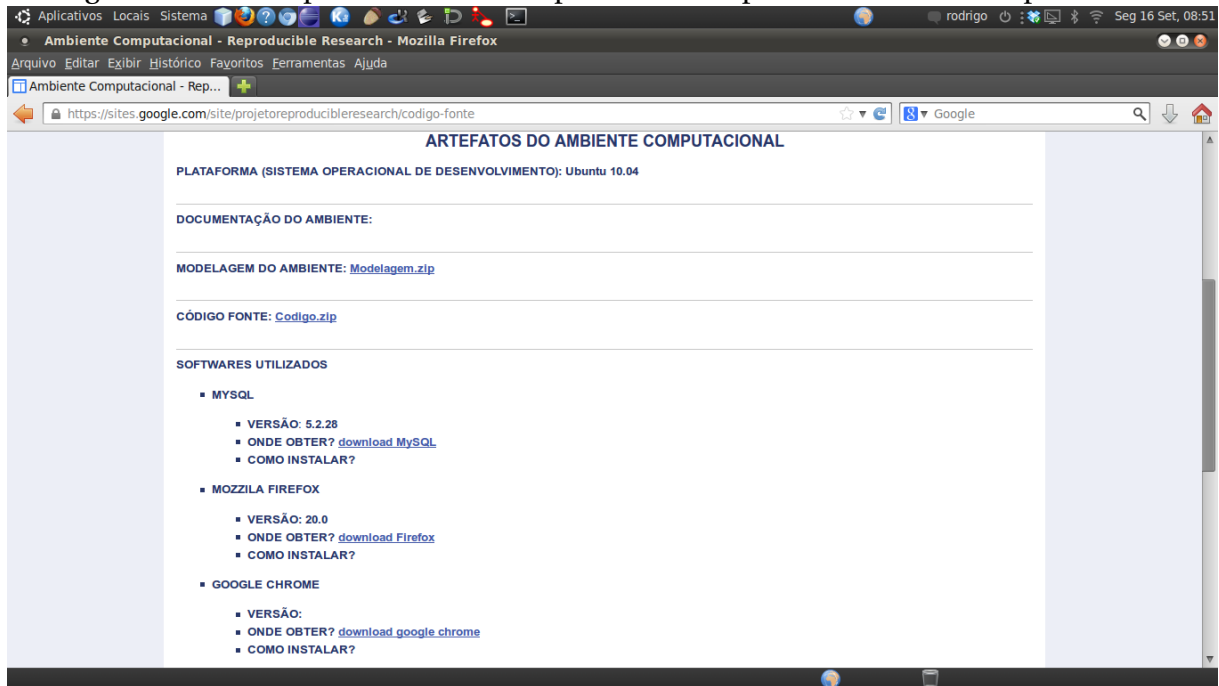 Aplicativos Locais Sistema rodrigo Seg 16 Set, 08:51
Ambiente Computacional - Reproducible Research - Mozilla Firefox
Arquivo Editar Exibir Histórico Favoritos Ferramentas Ajuda
Ambiente Computacional - Rep...
https://sites.google.com/site/projetoreproducibleresearch/codigo-fonte Google
ARTEFATOS DO AMBIENTE COMPUTACIONAL
PLATAFORMA (SISTEMA OPERACIONAL DE DESENVOLVIMENTO): Ubuntu 10.04
DOCUMENTAÇÃO DO AMBIENTE:
MODELAGEM DO AMBIENTE: Modelagem.zip
CÓDIGO FONTE: Codigo.zip
SOFTWARES UTILIZADOS
MYSQL
VERSÃO: 5.2.28
ONDE OBTER? download MySQL
COMO INSTALAR?
MOZZILA FIREFOX
VERSÃO: 20.0
ONDE OBTER? download Firefox
COMO INSTALAR?
GOOGLE CHROME
VERSÃO:
ONDE OBTER? download google chrome
COMO INSTALAR?